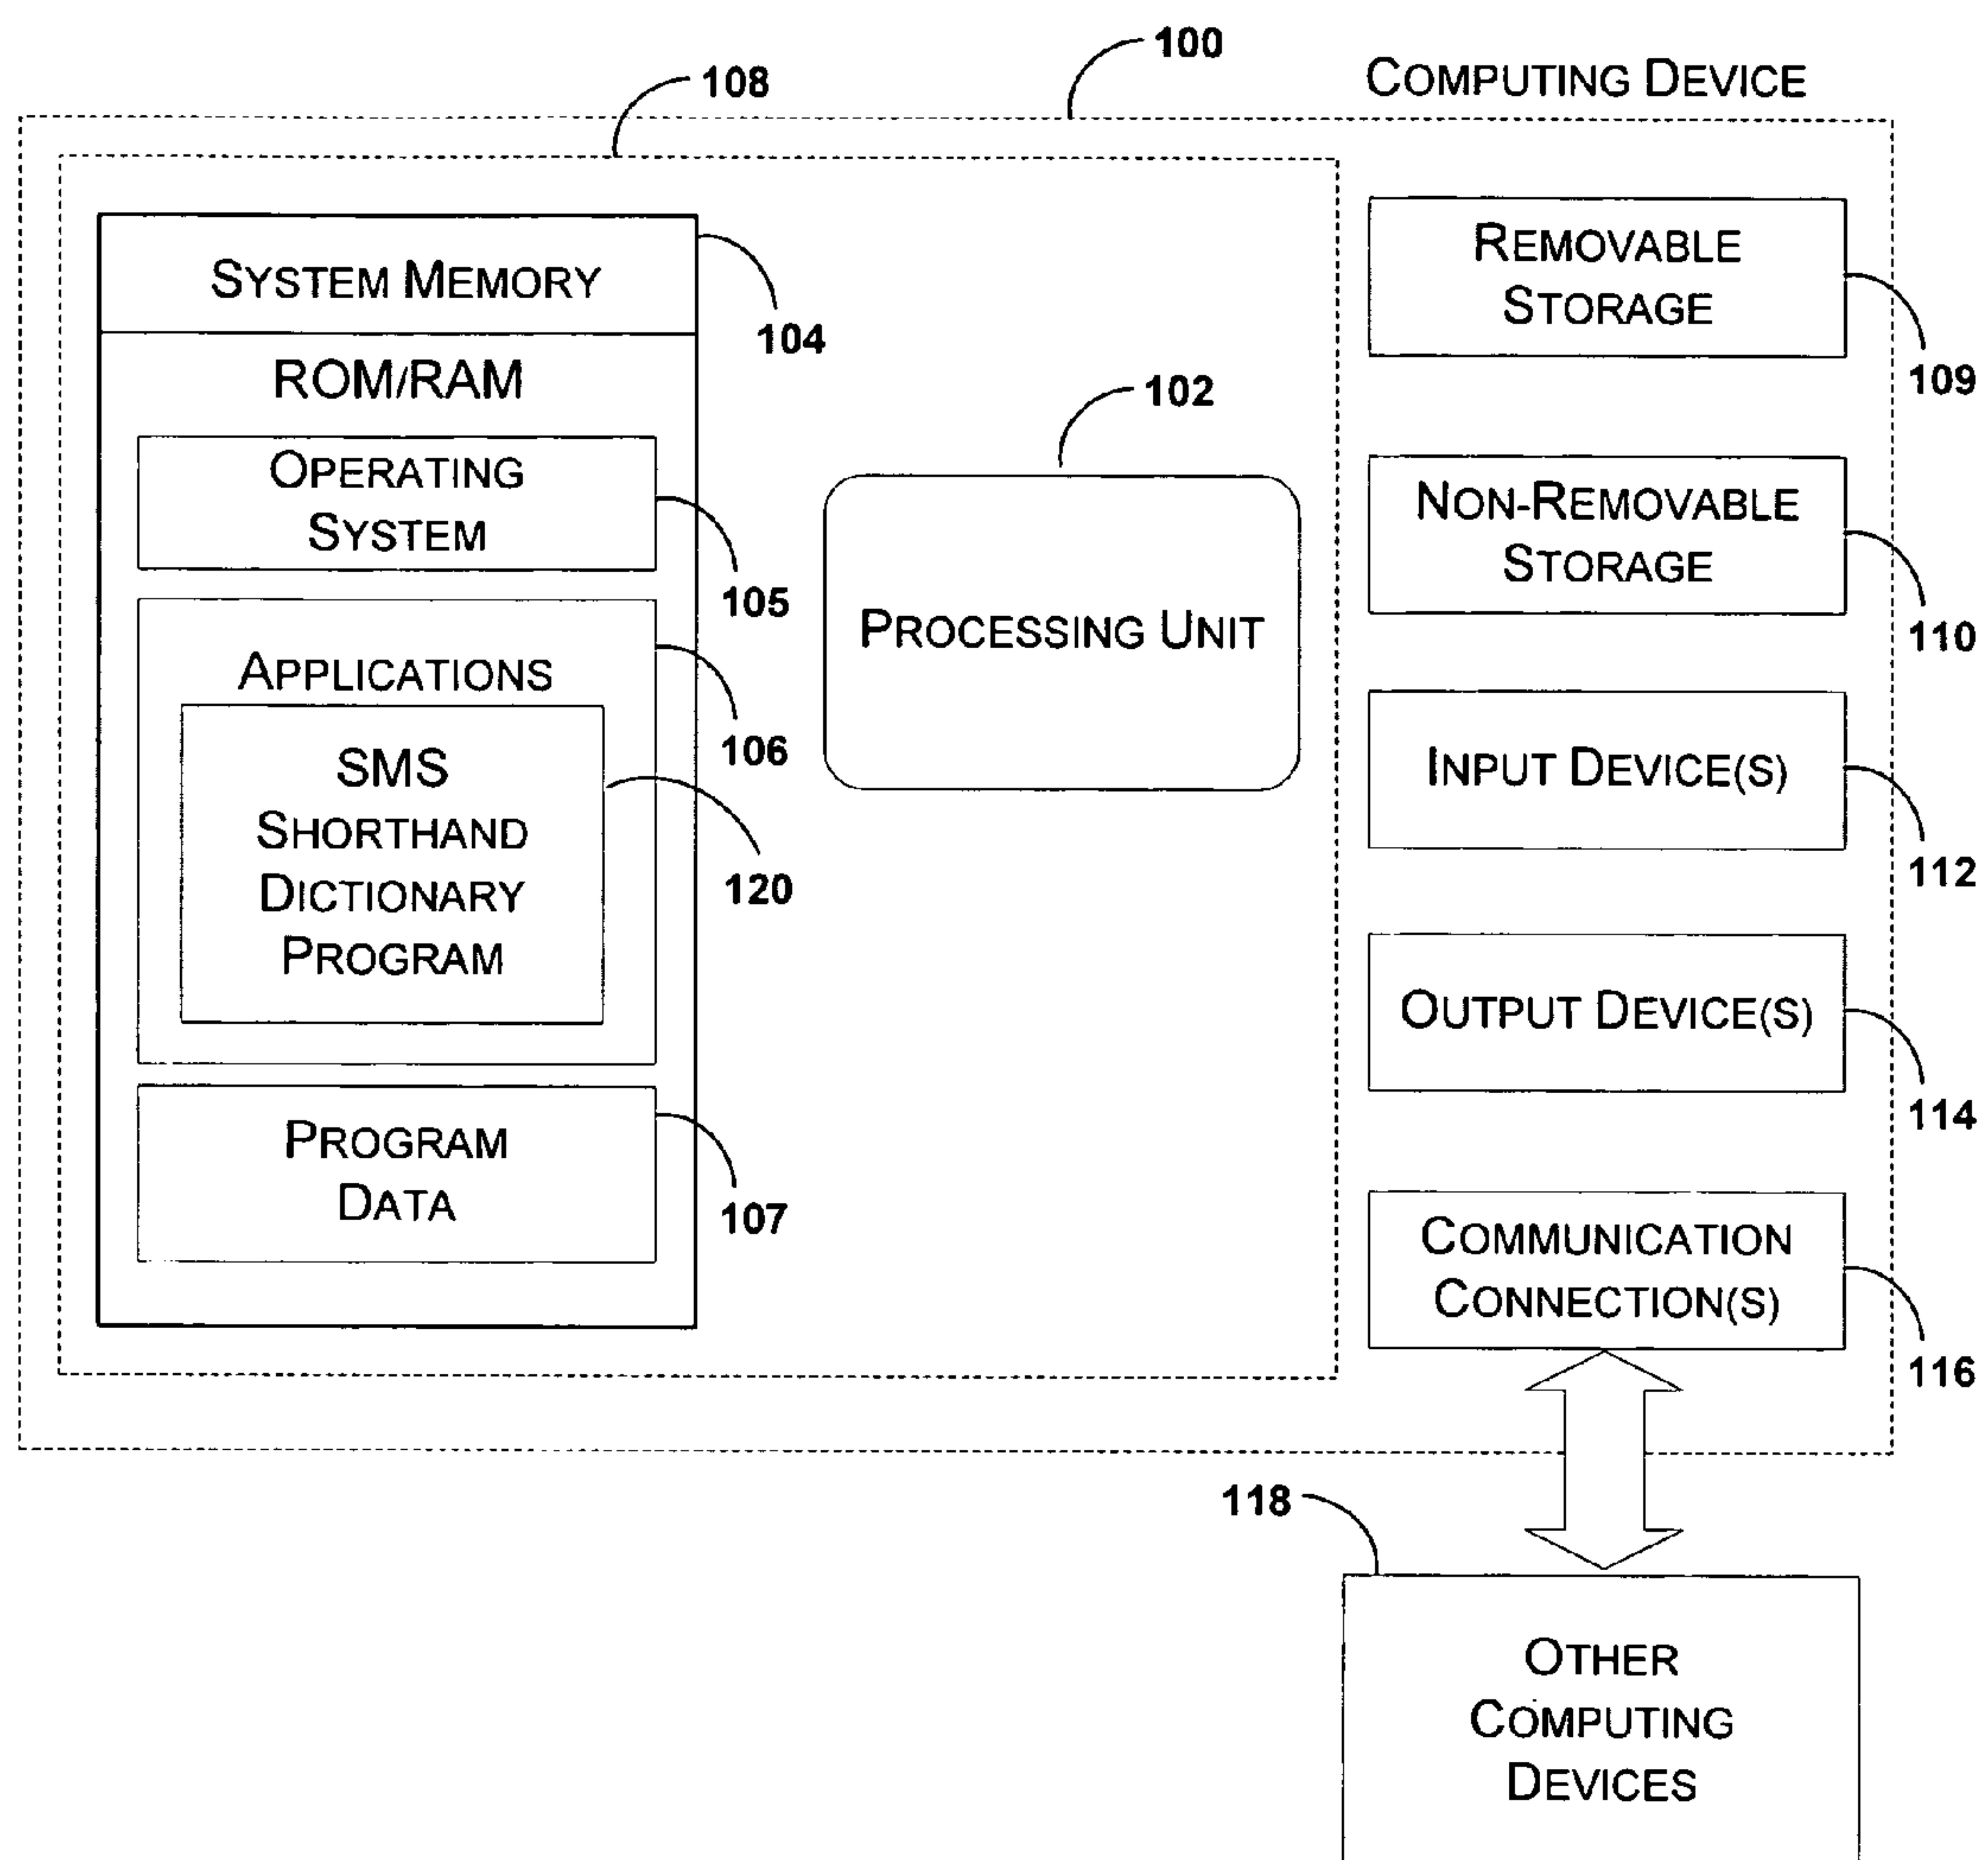 100
COMPUTING DEVICE
108
SYSTEM MEMORY
104
ROM/RAM
OPERATING
SYSTEM
105
APPLICATIONS
106
SMS
SHORTHAND
DICTIONARY
PROGRAM
120
PROGRAM
DATA
107
102
PROCESSING UNIT
REMOVABLE
STORAGE
109
NON-REMOVABLE
STORAGE
110
INPUT DEVICE(S)
112
OUTPUT DEVICE(S)
114
COMMUNICATION
CONNECTION(S)
116
118
OTHER
COMPUTING
DEVICES